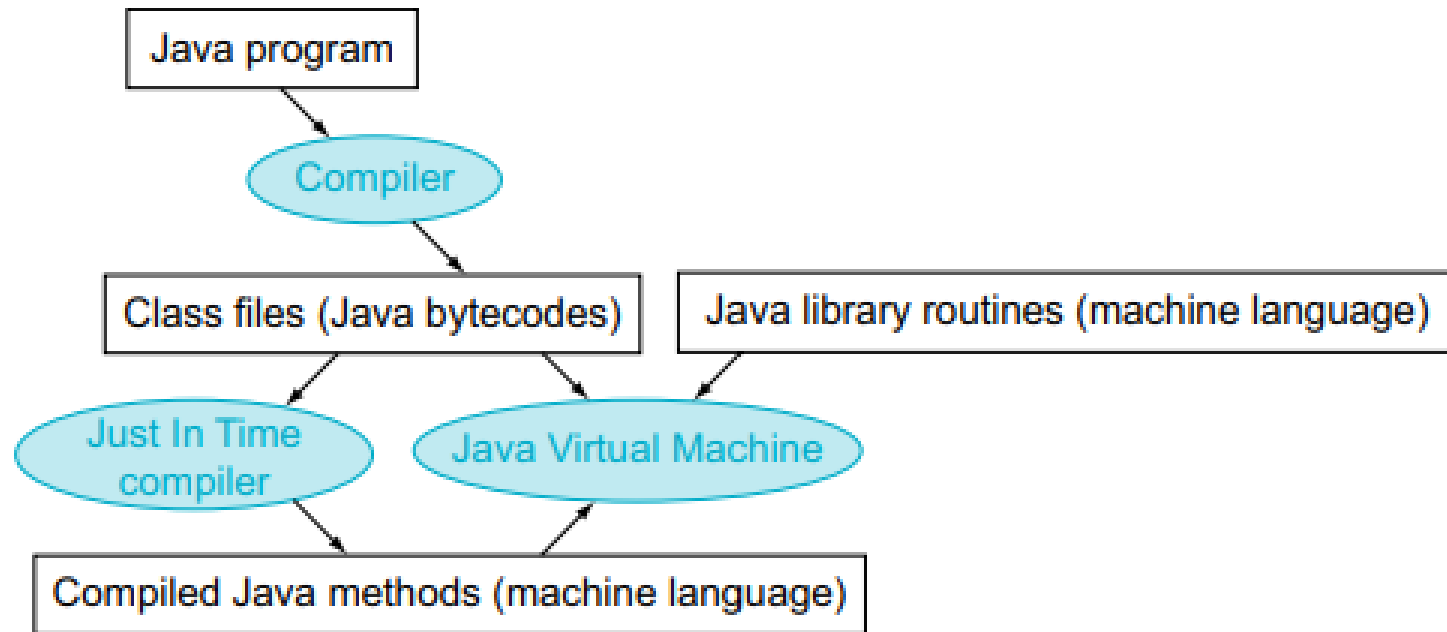 Java program
Compiler
Class files (Java bytecodes)
Java library routines (machine language)
Just In Time
compiler
Java Virtual Machine
Compiled Java methods (machine language)